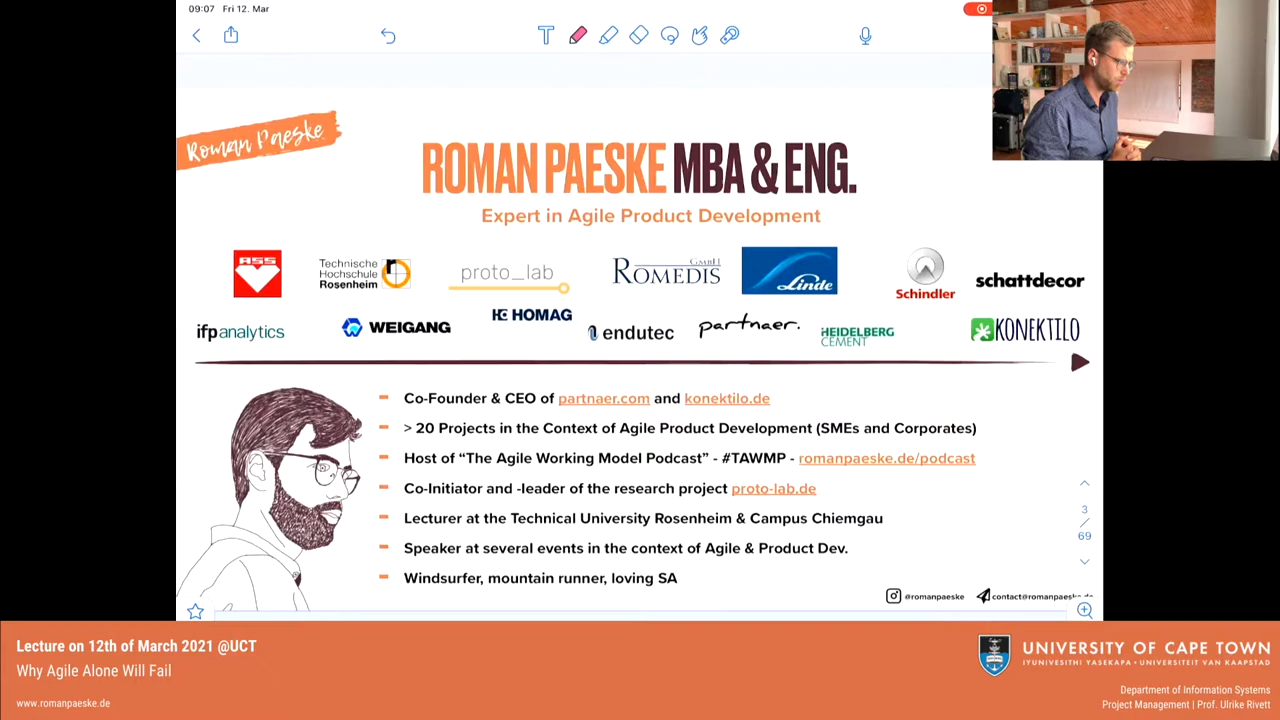 09:07 Fri 12. Mar
Roman Paeske
ROMAN PAESKE MBA & ENG.
Expert in Agile Product Development
ASS
Technische
Hochschule
Rosenheim
proto_lab
ROMEDIS GMBH
Linde
Schindler
schattdecor
ifpanalytics
WEIGANG
HOMAG
endutec
partnaer.
HEIDELBERG
CEMENT
KONEKTILO
Co-Founder & CEO of partnaer.com and konektilo.de
> 20 Projects in the Context of Agile Product Development (SMEs and Corporates)
Host of “The Agile Working Model Podcast” - #TAWMP - romanpaeske.de/podcast
Co-Initiator and -leader of the research project proto-lab.de
Lecturer at the Technical University Rosenheim & Campus Chiemgau
Speaker at several events in the context of Agile & Product Dev.
Windsurfer, mountain runner, loving SA
3
/
69
@romanpaeske
contact@romanpaeske.de
Lecture on 12th of March 2021 @UCT
Why Agile Alone Will Fail
www.romanpaeske.de
UNIVERSITY OF CAPE TOWN
IYUNIVESITHI YASEKAPA • UNIVERSITEIT VAN KAAPSTAD
Department of Information Systems
Project Management | Prof. Ulrike Rivett